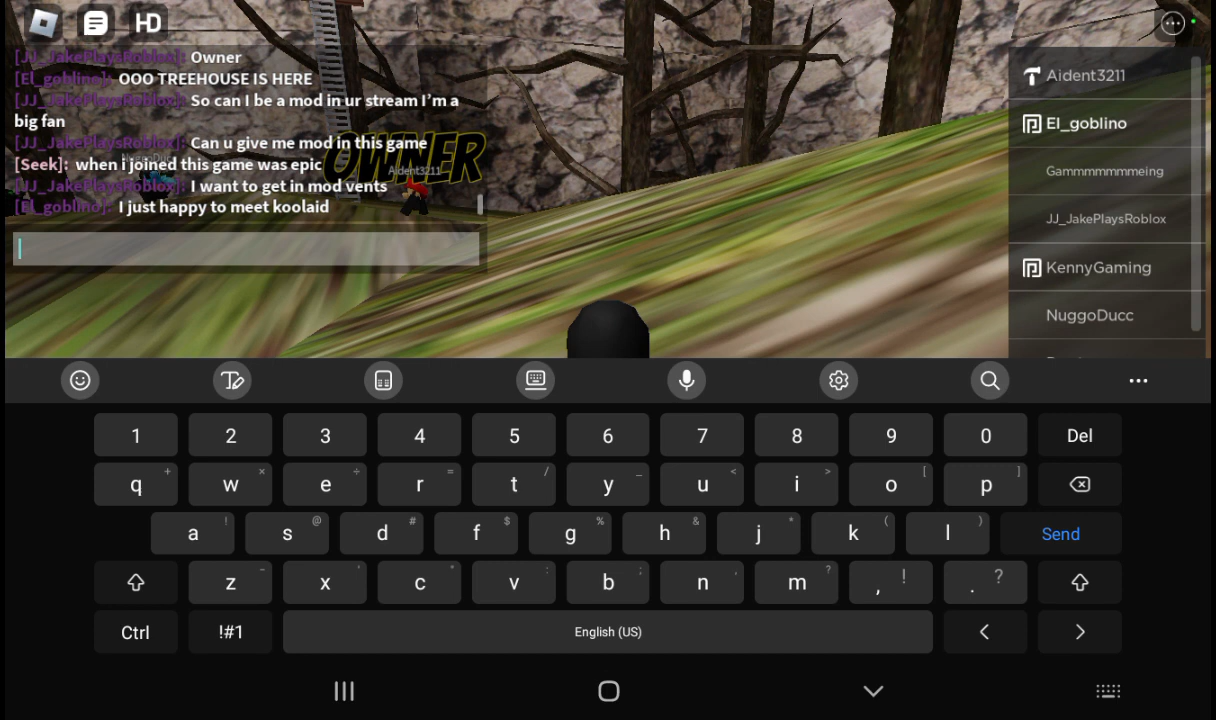 HD
[JJ_JakePlaysRoblox]: Owner
[El_goblino]: OOO TREEHOUSE IS HERE
[JJ_JakePlaysRoblox]: So can I be a mod in ur stream I'm a
big fan
[JJ_JakePlaysRoblox]: Can u give me mod in this game
[Seek]: when i joined this game was epic
[JJ_JakePlaysRoblox]: I want to get in mod vents
[El_goblino]: I just happy to meet koolaid
OWNER
Aident3211
Aident3211
El_goblino
Gammmmmmmeing
JJ_JakePlaysRoblox
KennyGaming
NuggoDucc
1 2 3 4 5 6 7 8 9 0 Del
q + w × e ÷ r = t / y _ u < i > o [ p ]
a ! s @ d # f $ g % h & j * k ( l ) Send
z - x ' c " v : b ; n , m ? , ! . ?
Ctrl !#1 English (US) < >